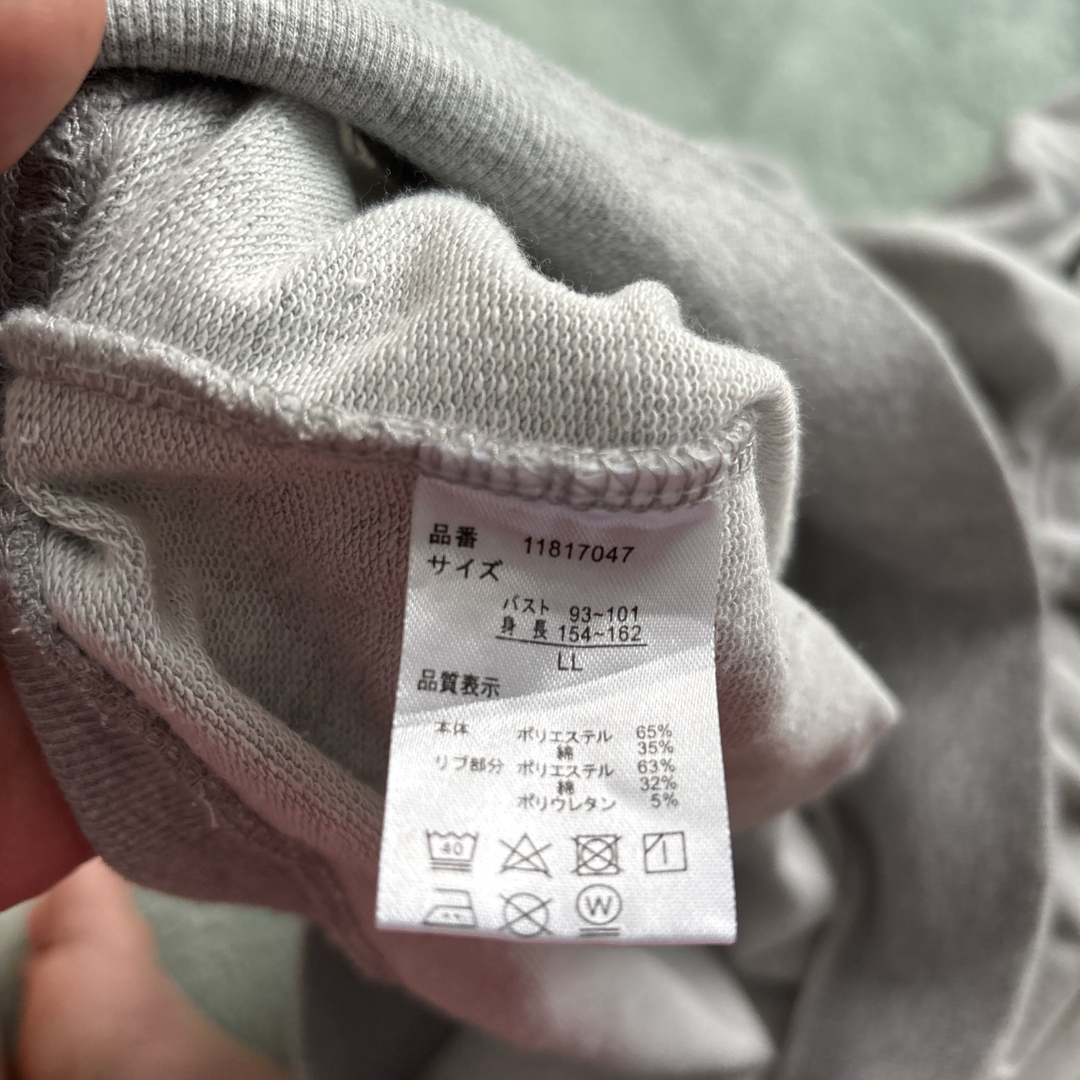 品番 11817047
サイズ
バスト 93~101
身長 154~162
LL
品質表示
本体 ポリエステル 65%
綿 35%
リブ部分 ポリエステル 63%
綿 32%
ポリウレタン 5%
40
W